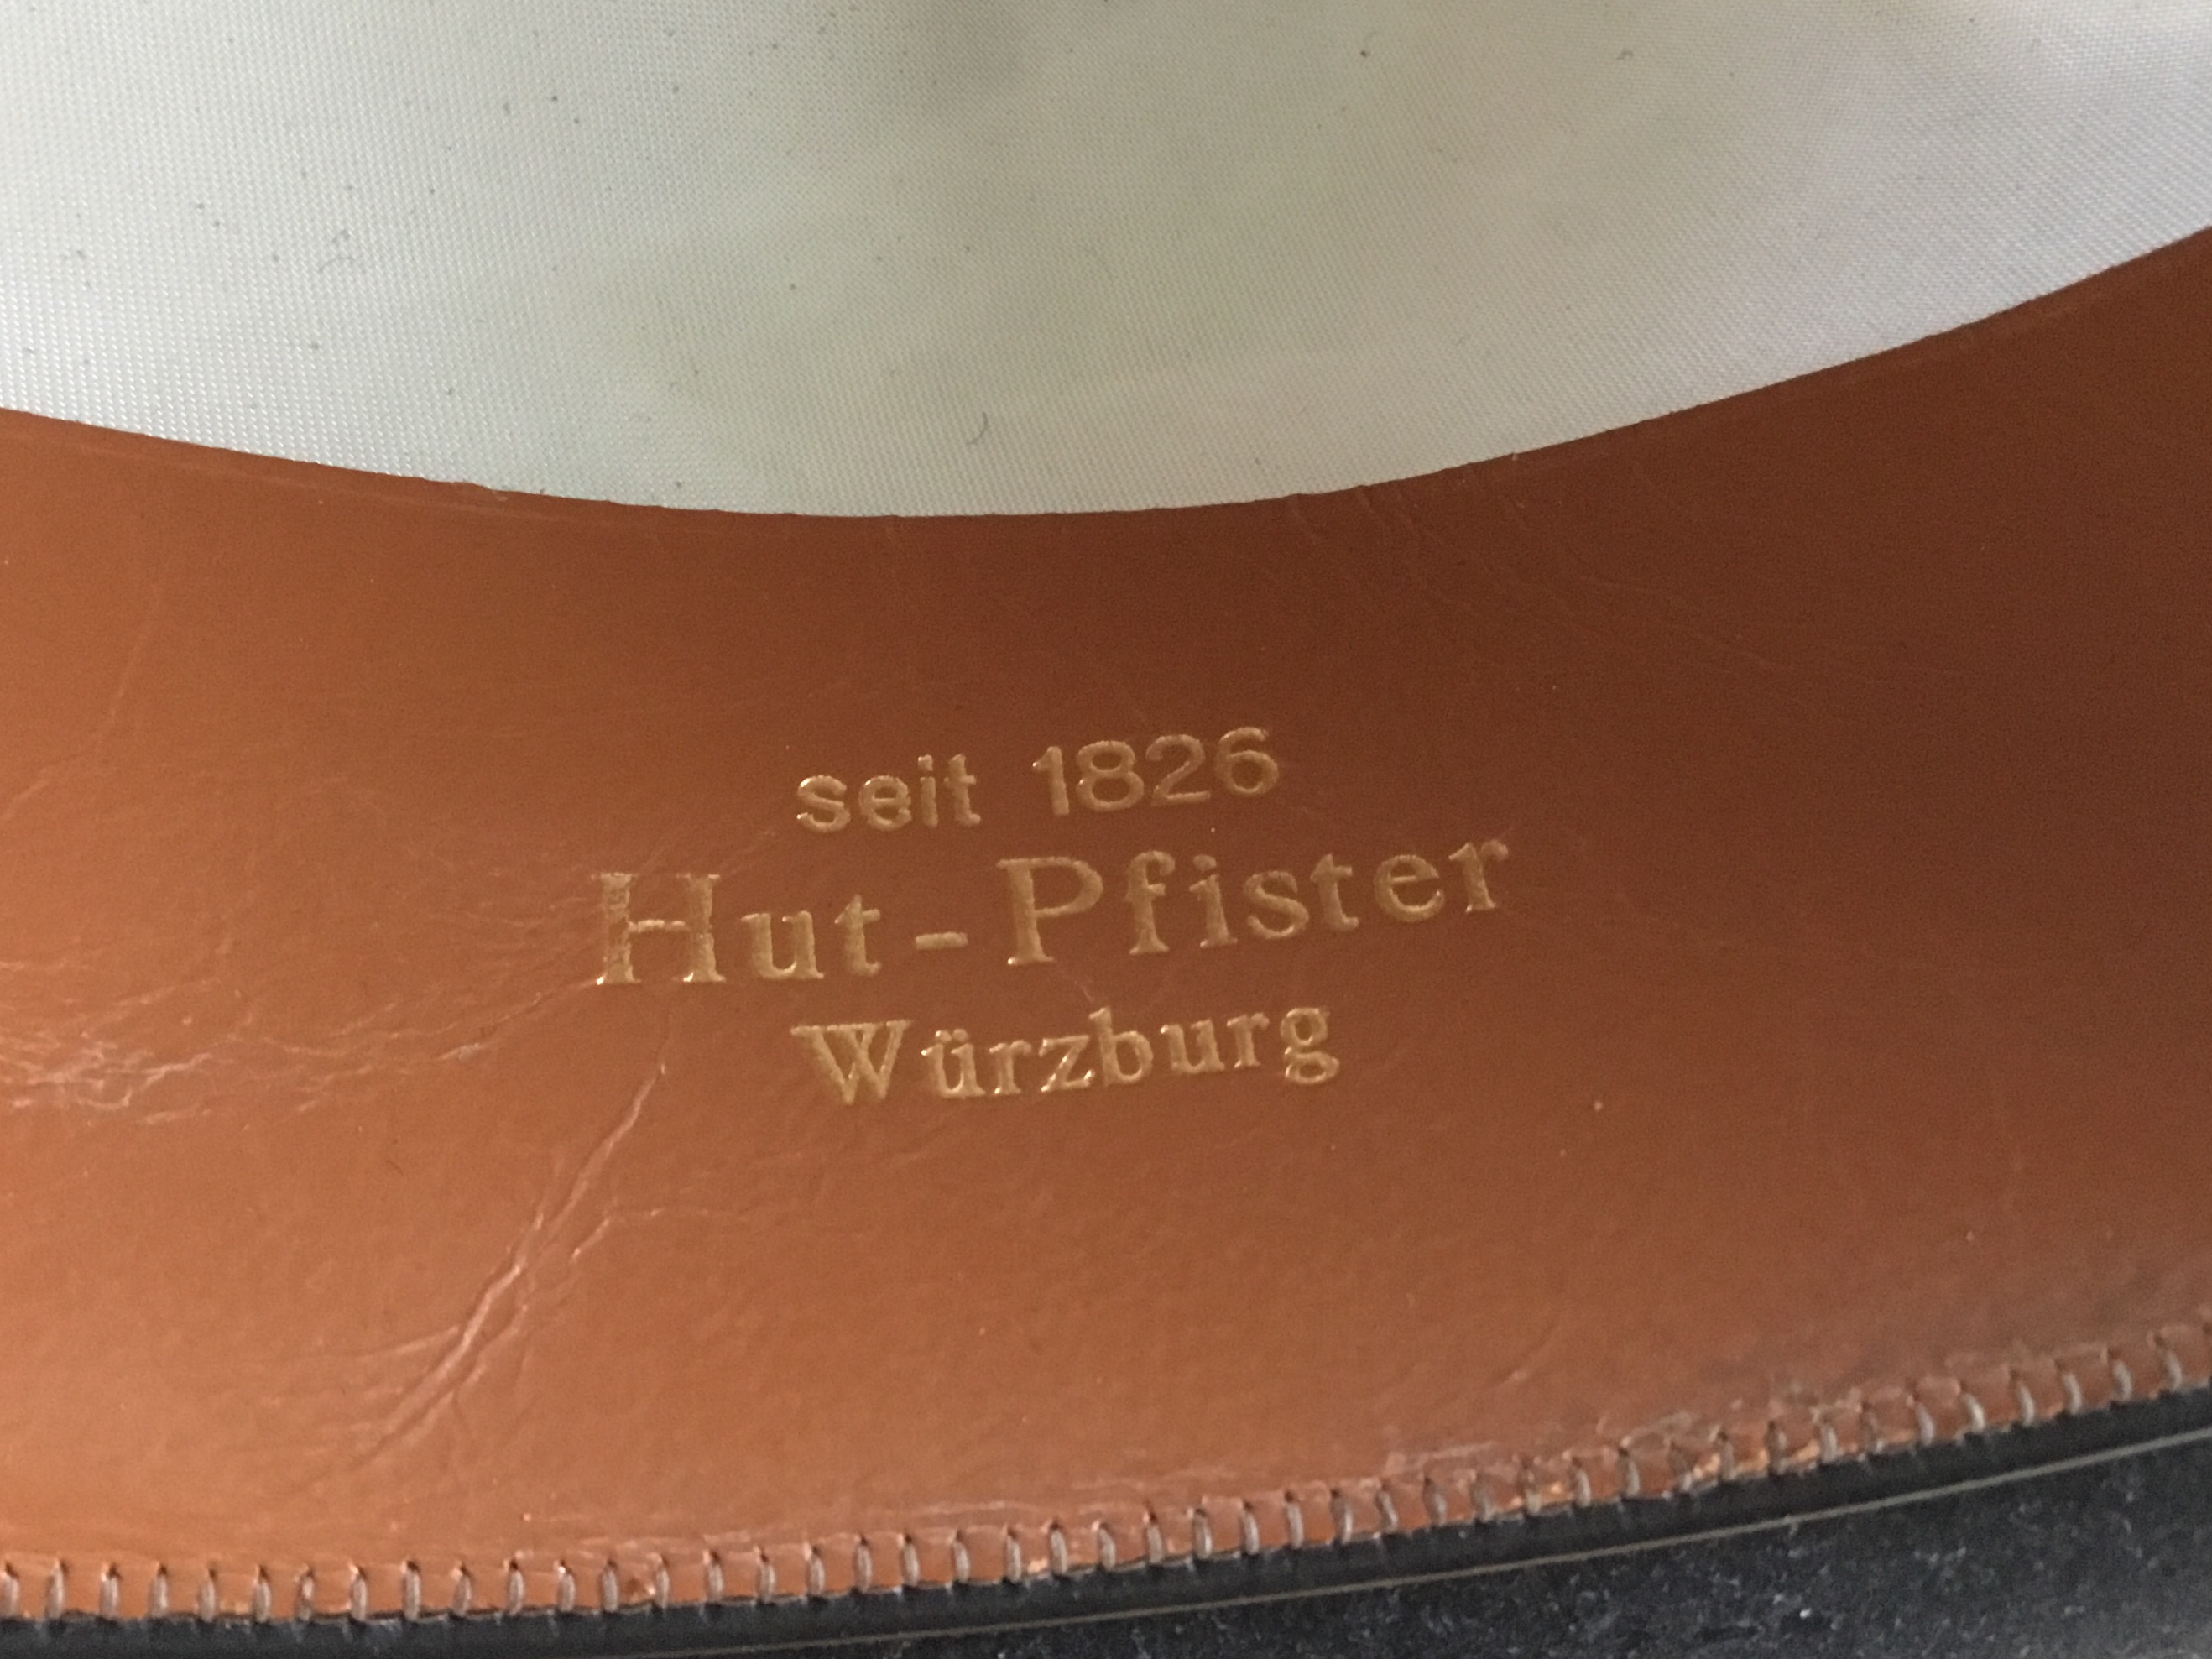 seit 1826
Hut-Pfister
Würzburg